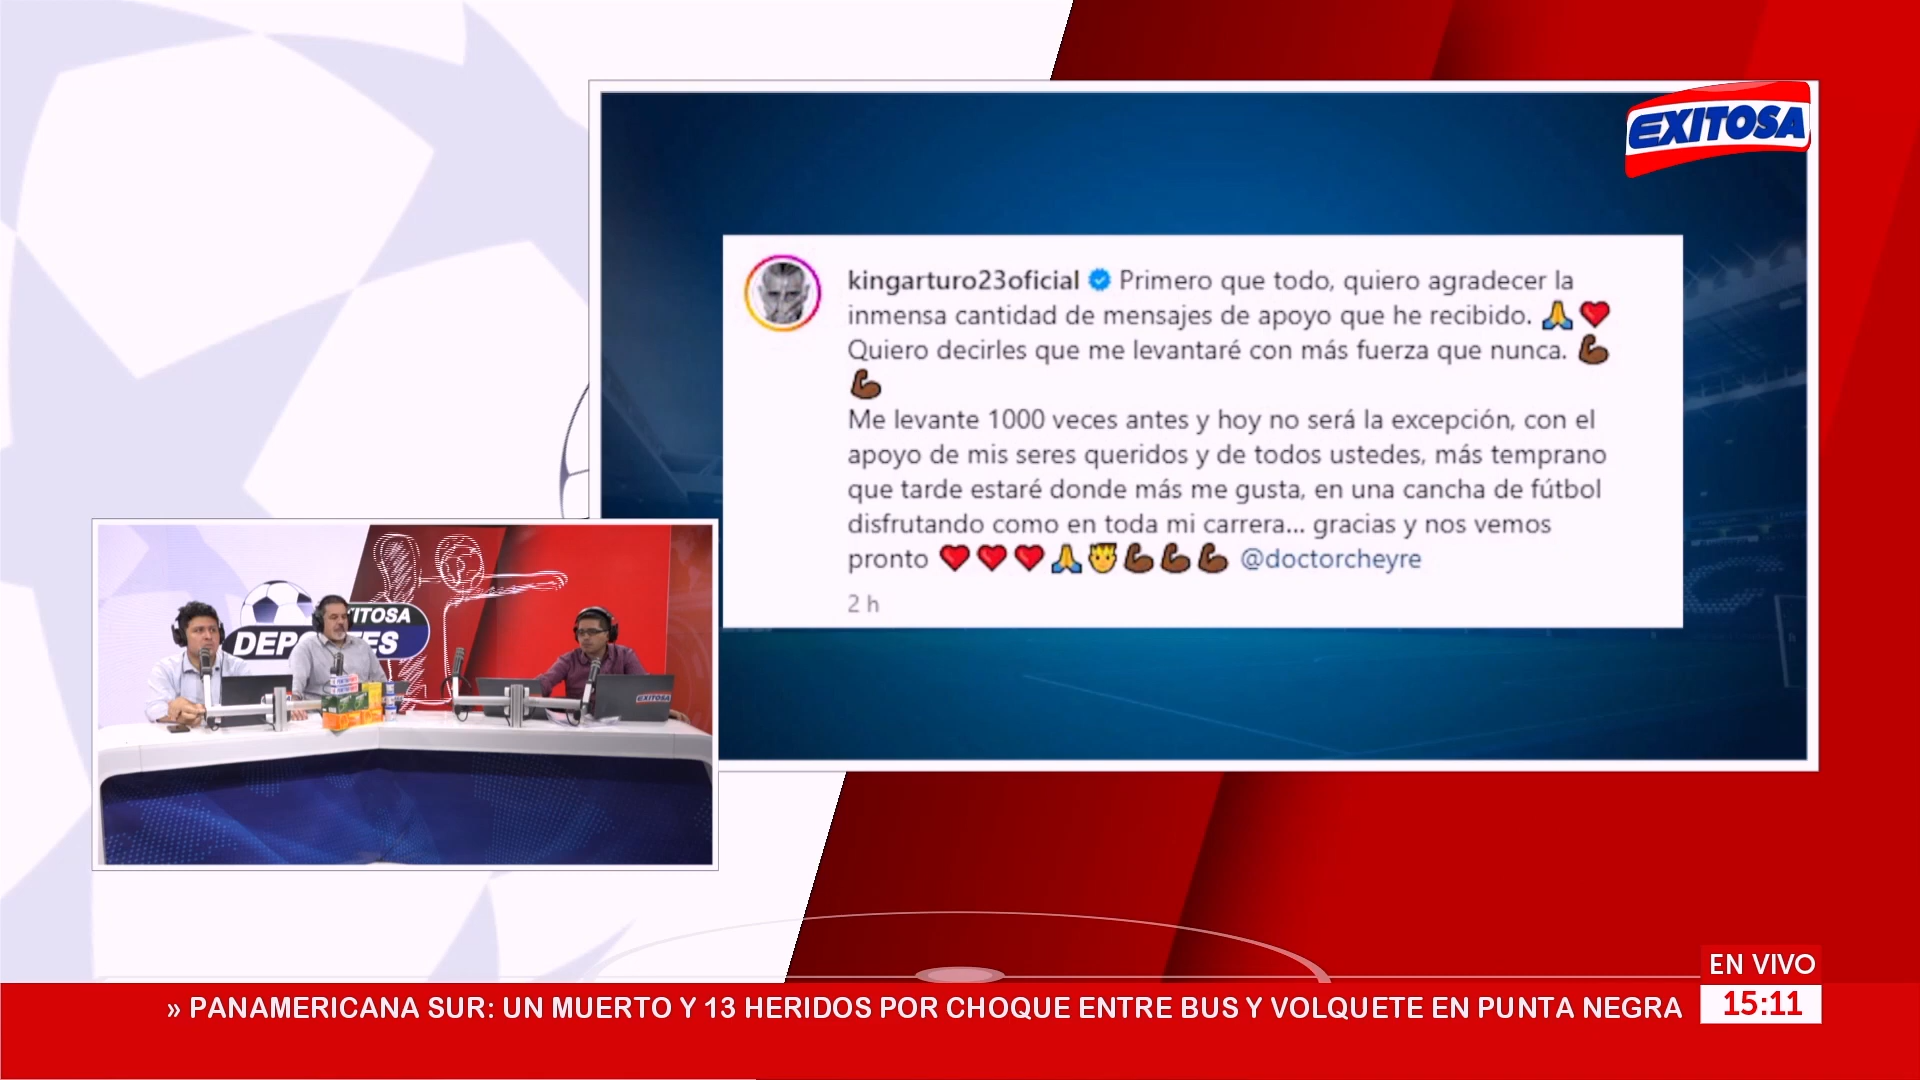 EXITOSA
kingarturo23oficial Primero que todo, quiero agradecer la
inmensa cantidad de mensajes de apoyo que he recibido. 🙏❤️
Quiero decirles que me levantaré con más fuerza que nunca. 💪🏿
💪🏿
Me levante 1000 veces antes y hoy no será la excepción, con el
apoyo de mis seres queridos y de todos ustedes, más temprano
que tarde estaré donde más me gusta, en una cancha de fútbol
disfrutando como en toda mi carrera... gracias y nos vemos
pronto ❤️❤️❤️🙏🤴💪🏿💪🏿💪🏿 @doctorcheyre
2 h
EXITOSA
EN VIVO
» PANAMERICANA SUR: UN MUERTO Y 13 HERIDOS POR CHOQUE ENTRE BUS Y VOLQUETE EN PUNTA NEGRA
15:11